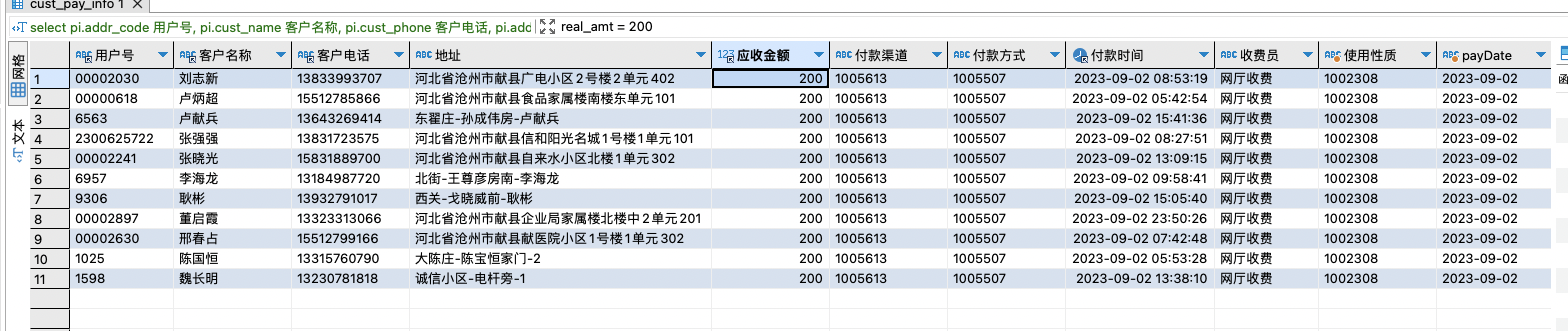 cust_pay_info 1
select pi.addr_code 用户号, pi.cust_name 客户名称, pi.cust_phone 客户电话, pi.add real_amt = 200
网格
文本
用户号 客户名称 客户电话 地址 应收金额 付款渠道 付款方式 付款时间 收费员 使用性质 payDate
1 00002030 刘志新 13833993707 河北省沧州市献县广电小区2号楼2单元402 200 1005613 1005507 2023-09-02 08:53:19 网厅收费 1002308 2023-09-02
2 00000618 卢炳超 15512785866 河北省沧州市献县食品家属楼南楼东单元101 200 1005613 1005507 2023-09-02 05:42:54 网厅收费 1002308 2023-09-02
3 6563 卢献兵 13643269414 东翟庄-孙成伟房-卢献兵 200 1005613 1005507 2023-09-02 15:41:36 网厅收费 1002308 2023-09-02
4 2300625722 张强强 13831723575 河北省沧州市献县信和阳光名城1号楼1单元101 200 1005613 1005507 2023-09-02 08:27:51 网厅收费 1002308 2023-09-02
5 00002241 张晓光 15831889700 河北省沧州市献县自来水小区北楼1单元302 200 1005613 1005507 2023-09-02 13:09:15 网厅收费 1002308 2023-09-02
6 6957 李海龙 13184987720 北街-王尊彦房南-李海龙 200 1005613 1005507 2023-09-02 09:58:41 网厅收费 1002308 2023-09-02
7 9306 耿彬 13932791017 西关-戈晓威前-耿彬 200 1005613 1005507 2023-09-02 15:05:40 网厅收费 1002308 2023-09-02
8 00002897 董启霞 13323313066 河北省沧州市献县企业局家属楼北楼中2单元201 200 1005613 1005507 2023-09-02 23:50:26 网厅收费 1002308 2023-09-02
9 00002630 邢春占 15512799166 河北省沧州市献县献医院小区1号楼1单元302 200 1005613 1005507 2023-09-02 07:42:48 网厅收费 1002308 2023-09-02
10 1025 陈国恒 13315760790 大陈庄-陈宝恒家门-2 200 1005613 1005507 2023-09-02 05:53:28 网厅收费 1002308 2023-09-02
11 1598 魏长明 13230781818 诚信小区-电杆旁-1 200 1005613 1005507 2023-09-02 13:38:10 网厅收费 1002308 2023-09-02